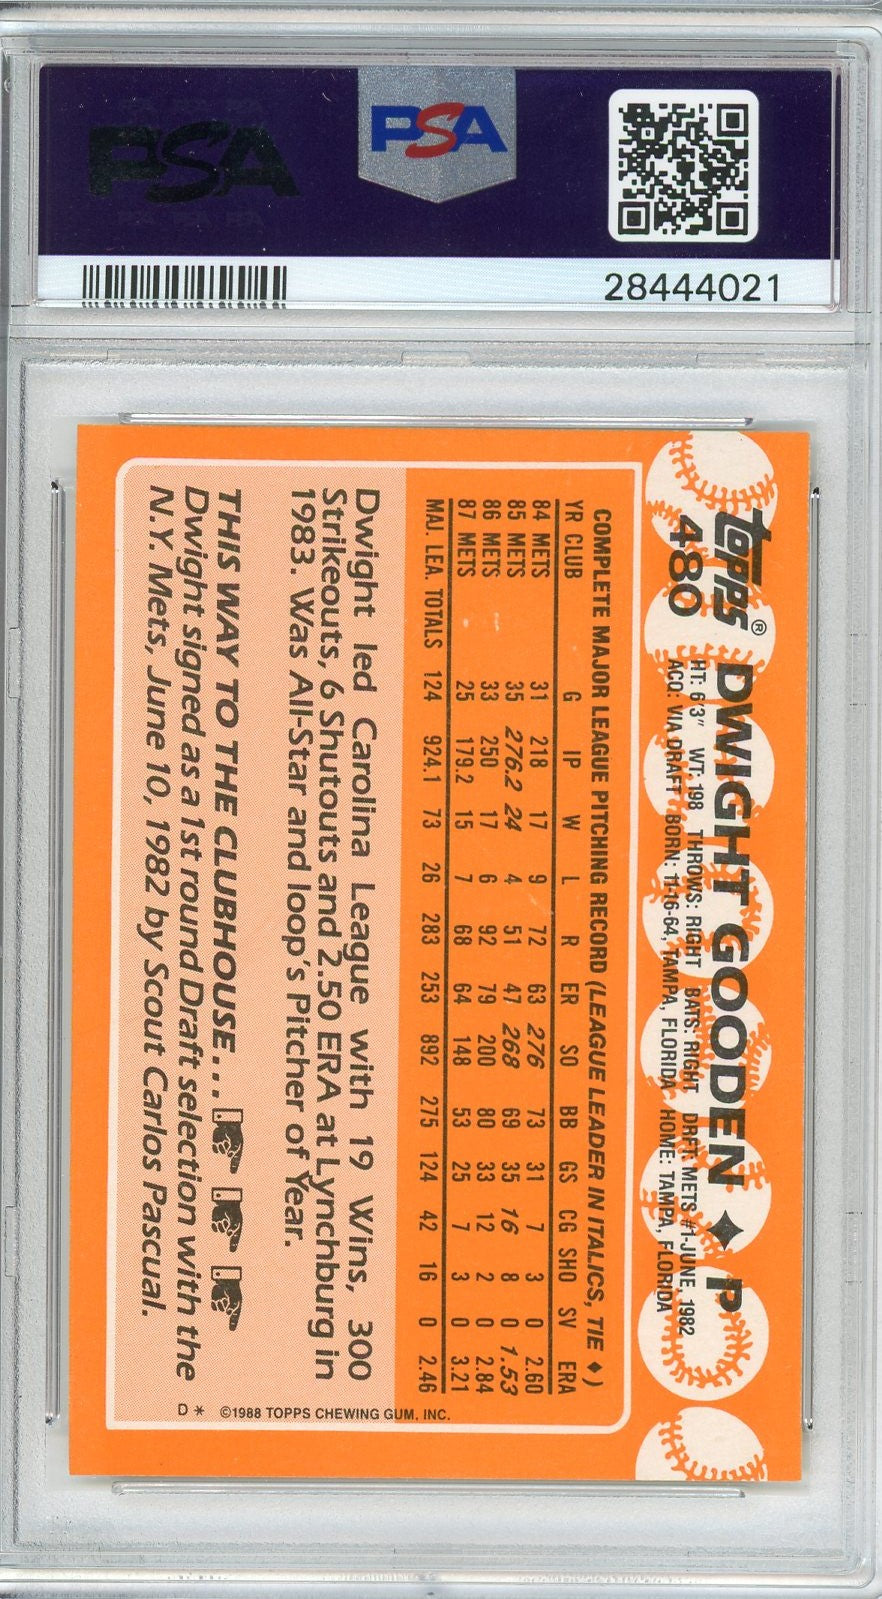 PSA
PSA
28444021
Topps®
480
DWIGHT GOODEN ♦ P
HT: 6'3" WT: 198 THROWS: RIGHT BATS: RIGHT DRFT: METS #1-JUNE, 1982
ACQ: VIA DRAFT BORN: 11-16-64, TAMPA, FLORIDA HOME: TAMPA, FLORIDA
COMPLETE MAJOR LEAGUE PITCHING RECORD (LEAGUE LEADER IN ITALICS, TIE ♦)
YR CLUB G IP W L R ER SO BB GS CG SHO SV ERA
84 METS 31 218 17 9 72 63 276 73 31 7 3 0 2.60
85 METS 35 276.2 24 4 51 47 268 69 35 16 8 0 1.53
86 METS 33 250 17 6 92 79 200 80 33 12 2 0 2.84
87 METS 25 179.2 15 7 68 64 148 53 25 7 3 0 3.21
MAJ. LEA. TOTALS 124 924.1 73 26 283 253 892 275 124 42 16 0 2.46
Dwight led Carolina League with 19 Wins, 300
Strikeouts, 6 Shutouts and 2.50 ERA at Lynchburg in
1983. Was All-Star and loop's Pitcher of Year.
THIS WAY TO THE CLUBHOUSE...
Dwight signed as a 1st round Draft selection with the
N.Y. Mets, June 10, 1982 by Scout Carlos Pascual.
D* ©1988 TOPPS CHEWING GUM, INC.